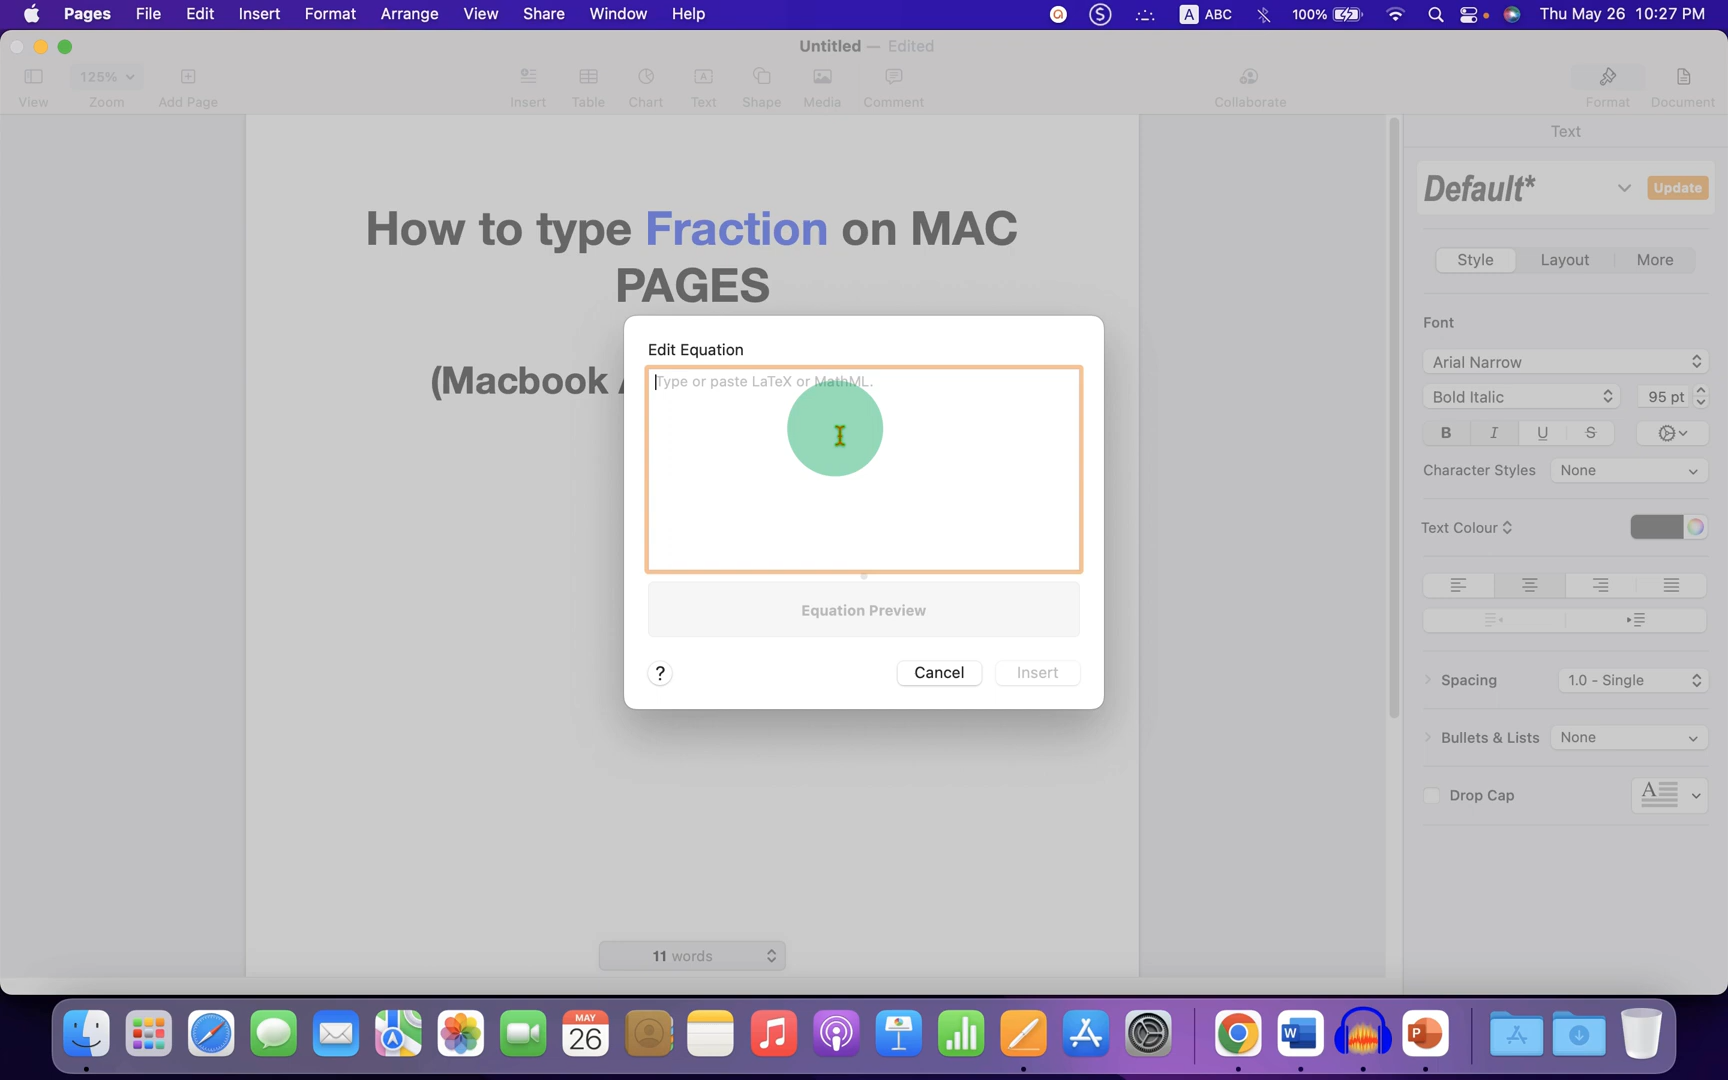 Pages File Edit Insert Format Arrange View Share Window Help A ABC 100% Thu May 26 10:27 PM
Untitled — Edited
125%
View Zoom Add Page Insert Table Chart Text Shape Media Comment Collaborate Format Document
Text
Default* Update
How to type Fraction on MAC
PAGES
Style Layout More
Font
Edit Equation
Arial Narrow
(Macbook
Type or paste LaTeX or MathML.
Bold Italic 95 pt
B I U S
Character Styles None
Text Colour
Equation Preview
? Cancel Insert
Spacing 1.0 - Single
Bullets & Lists None
Drop Cap A
11 words
MAY
26
W
P